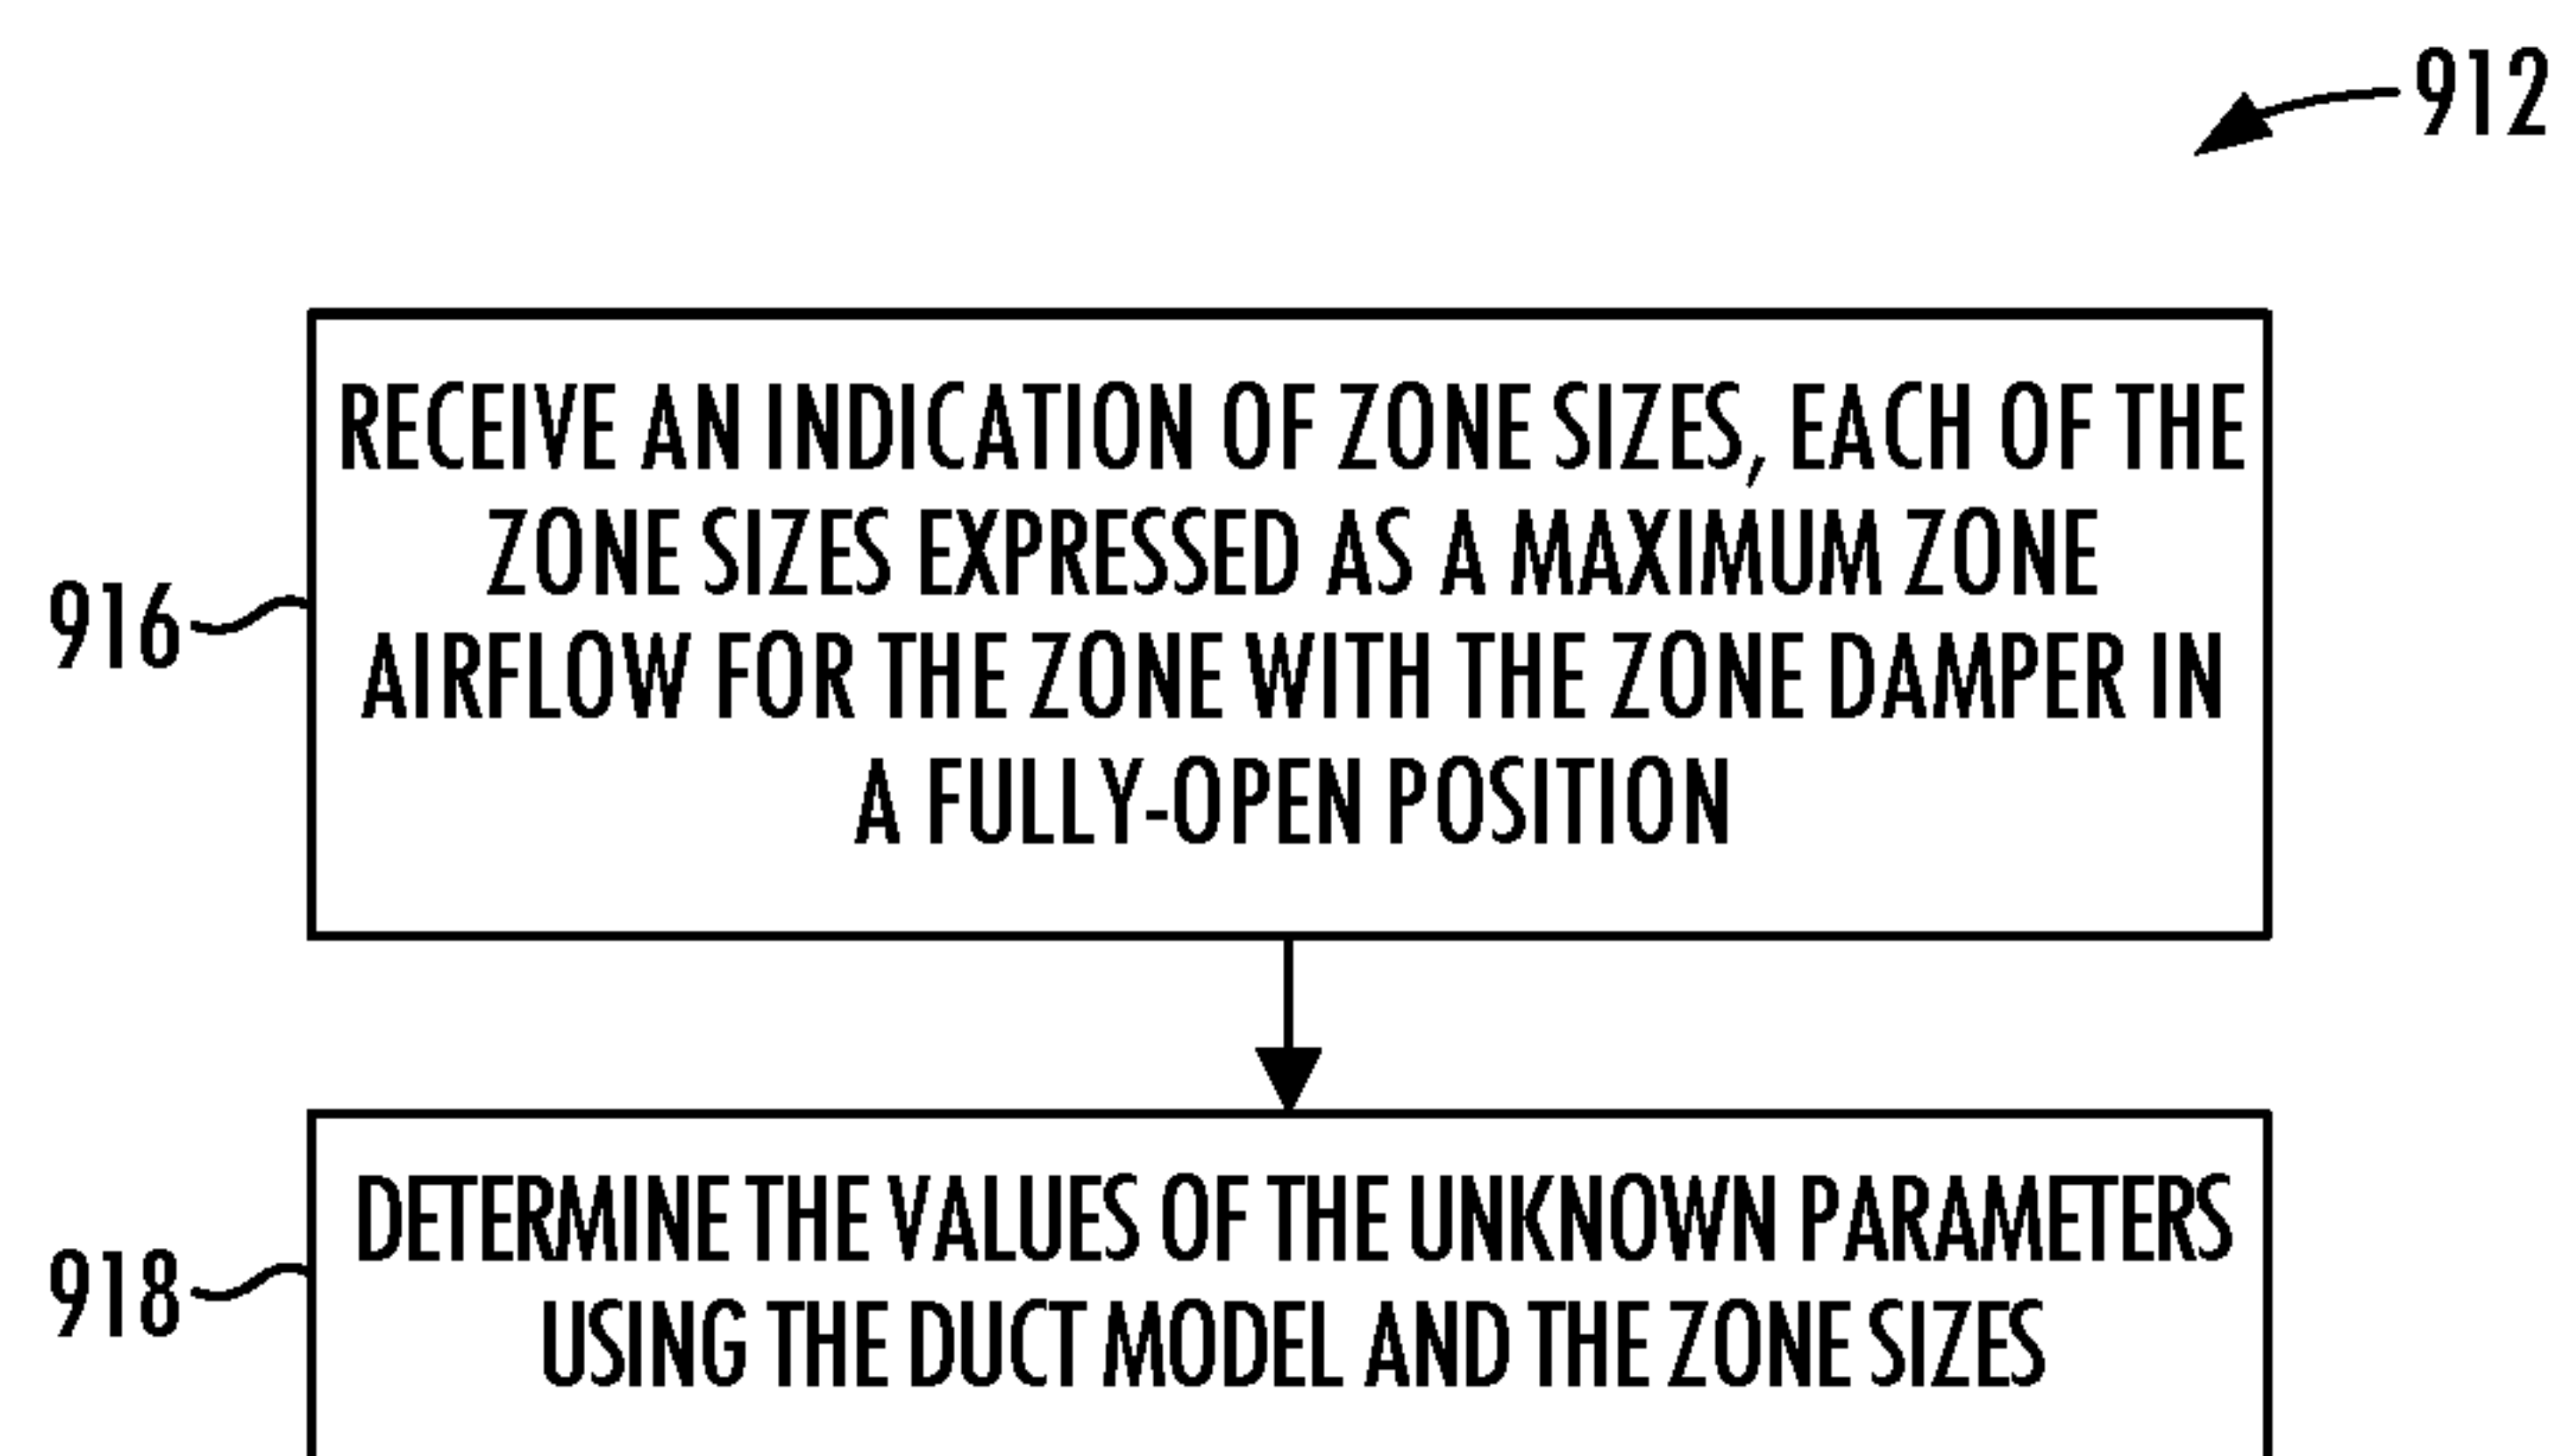 912
RECEIVE AN INDICATION OF ZONE SIZES, EACH OF THE
ZONE SIZES EXPRESSED AS A MAXIMUM ZONE
916
AIRFLOW FOR THE ZONE WITH THE ZONE DAMPER IN
A FULLY-OPEN POSITION
DETERMINE THE VALUES OF THE UNKNOWN PARAMETERS
918
USING THE DUCT MODEL AND THE ZONE SIZES